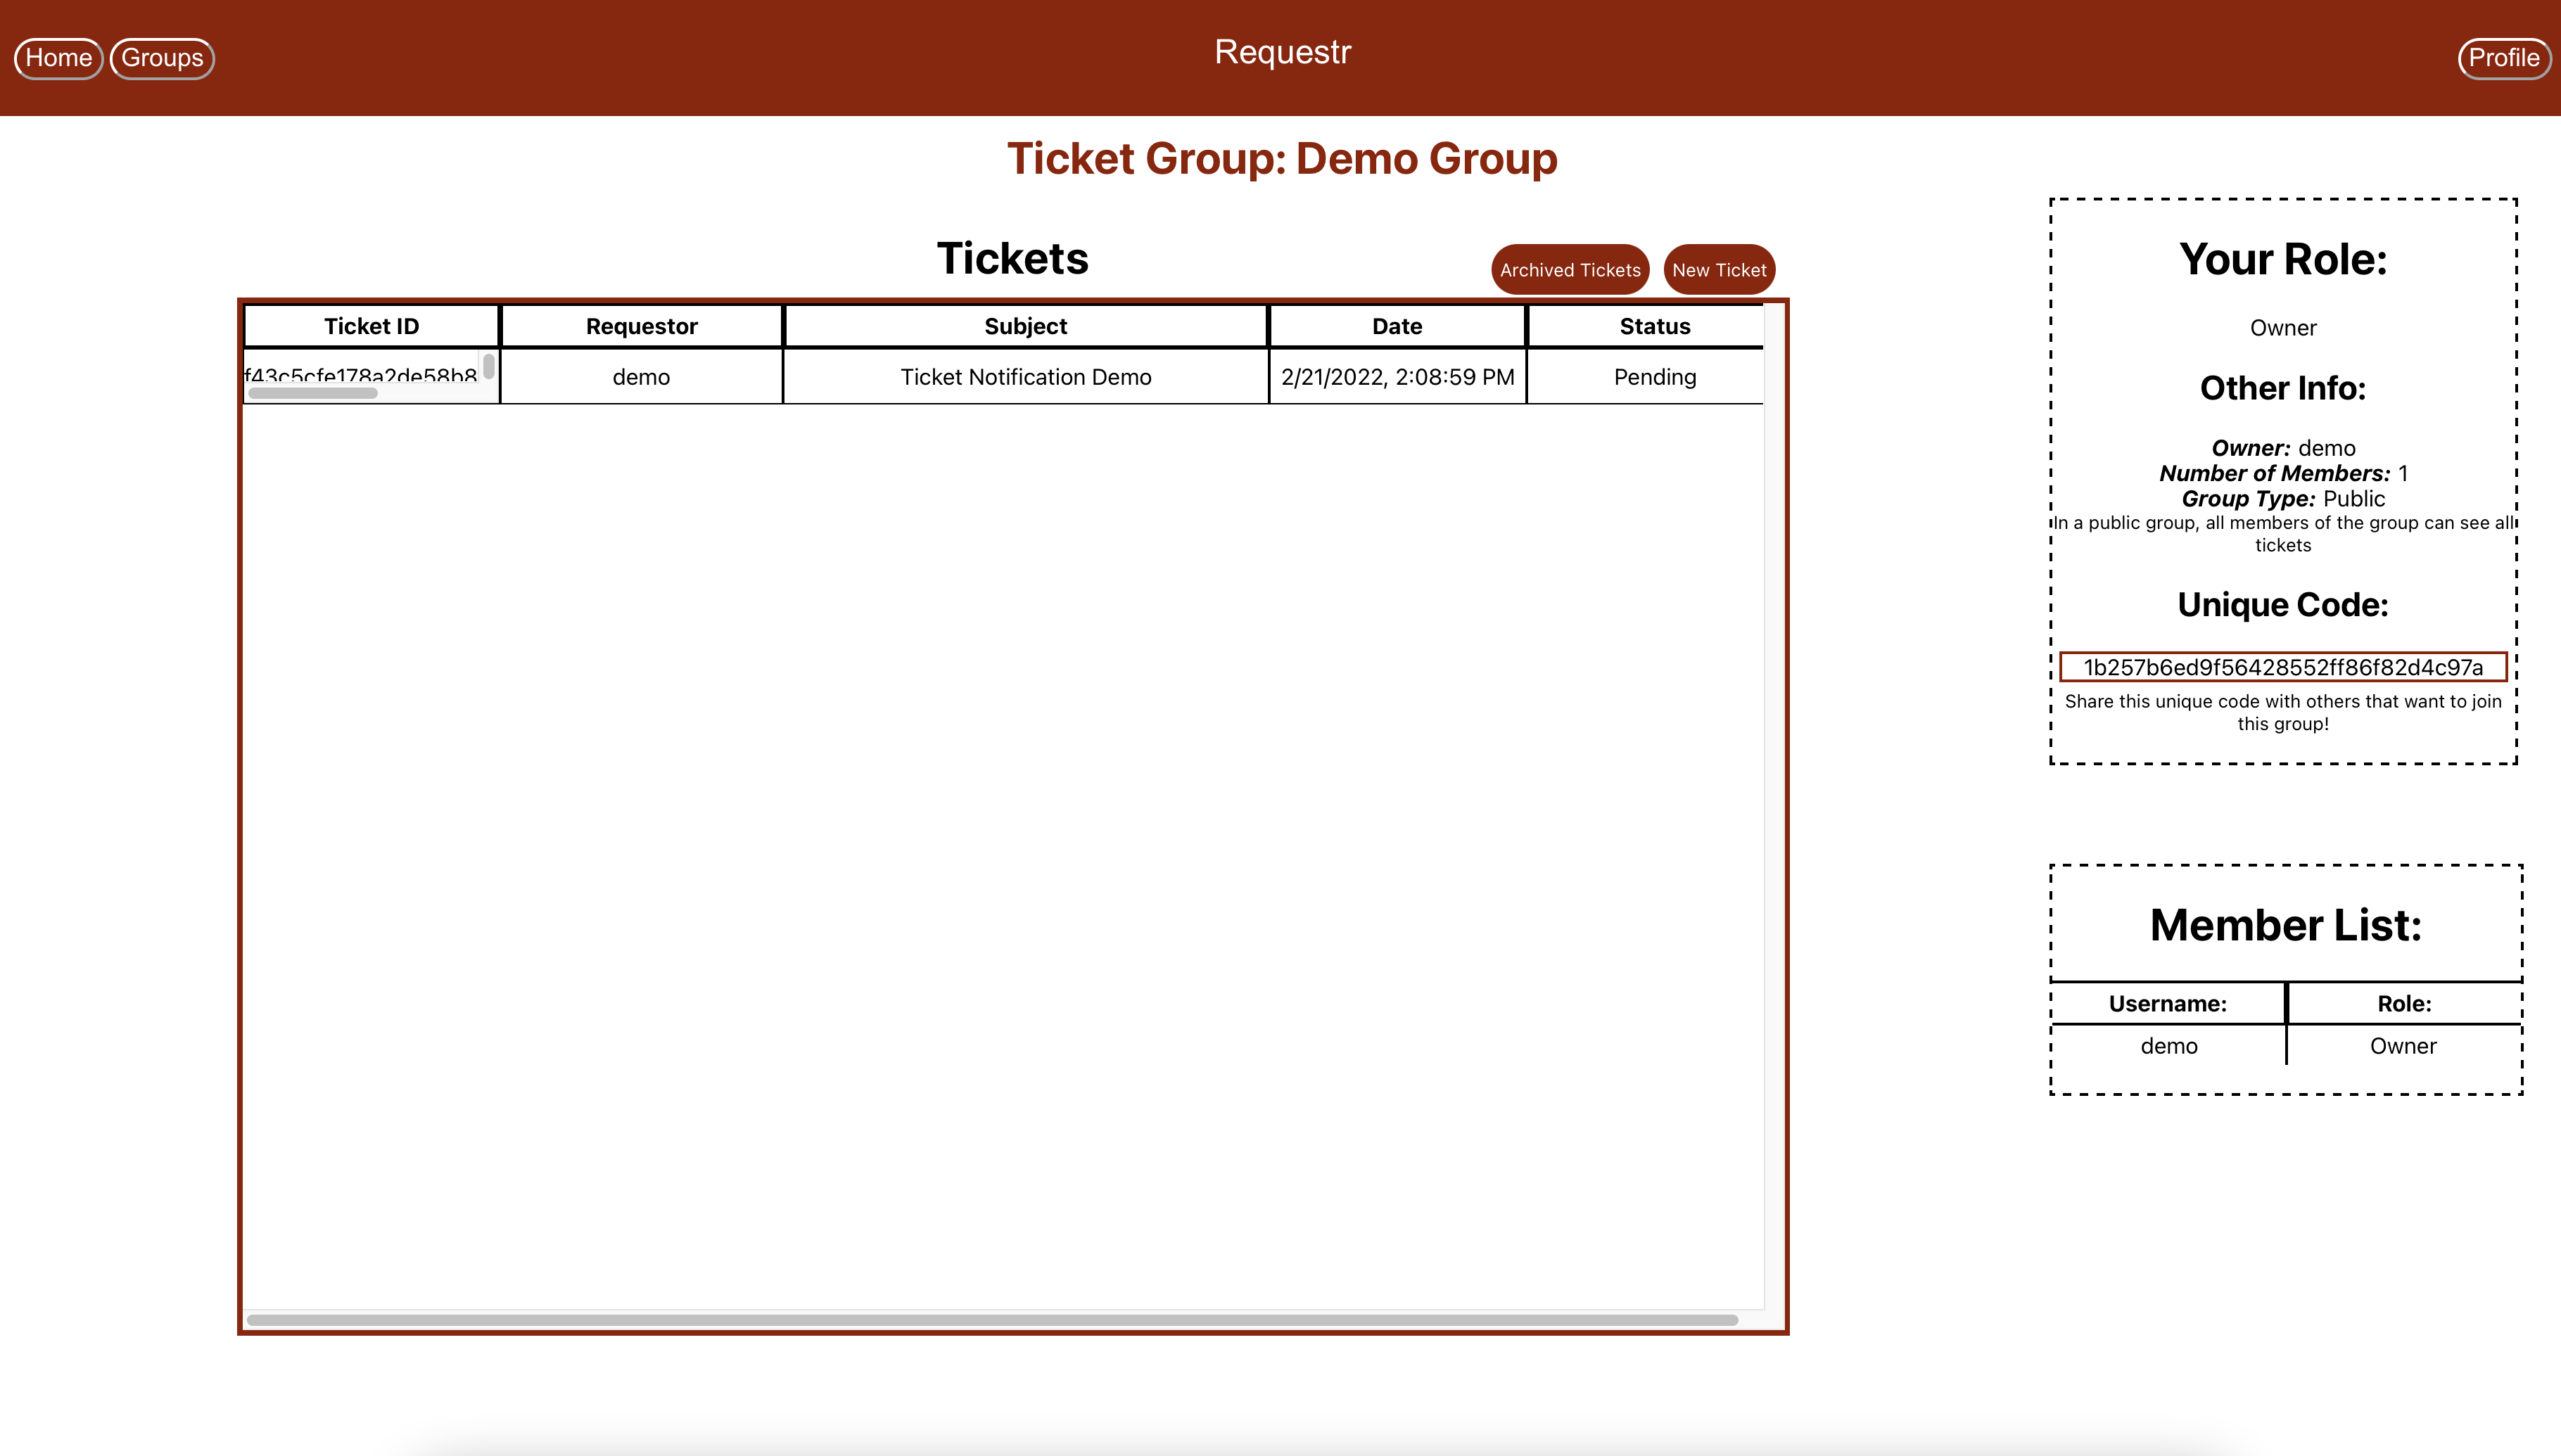 Home Groups Requestr Profile
Ticket Group: Demo Group
Tickets
Archived Tickets New Ticket
Ticket ID Requestor Subject Date Status
f43c5cfe178a2de58b8 demo Ticket Notification Demo 2/21/2022, 2:08:59 PM Pending
Your Role:
Owner
Other Info:
Owner: demo
Number of Members: 1
Group Type: Public
In a public group, all members of the group can see all
tickets
Unique Code:
1b257b6ed9f56428552ff86f82d4c97a
Share this unique code with others that want to join
this group!
Member List:
Username: Role:
demo Owner